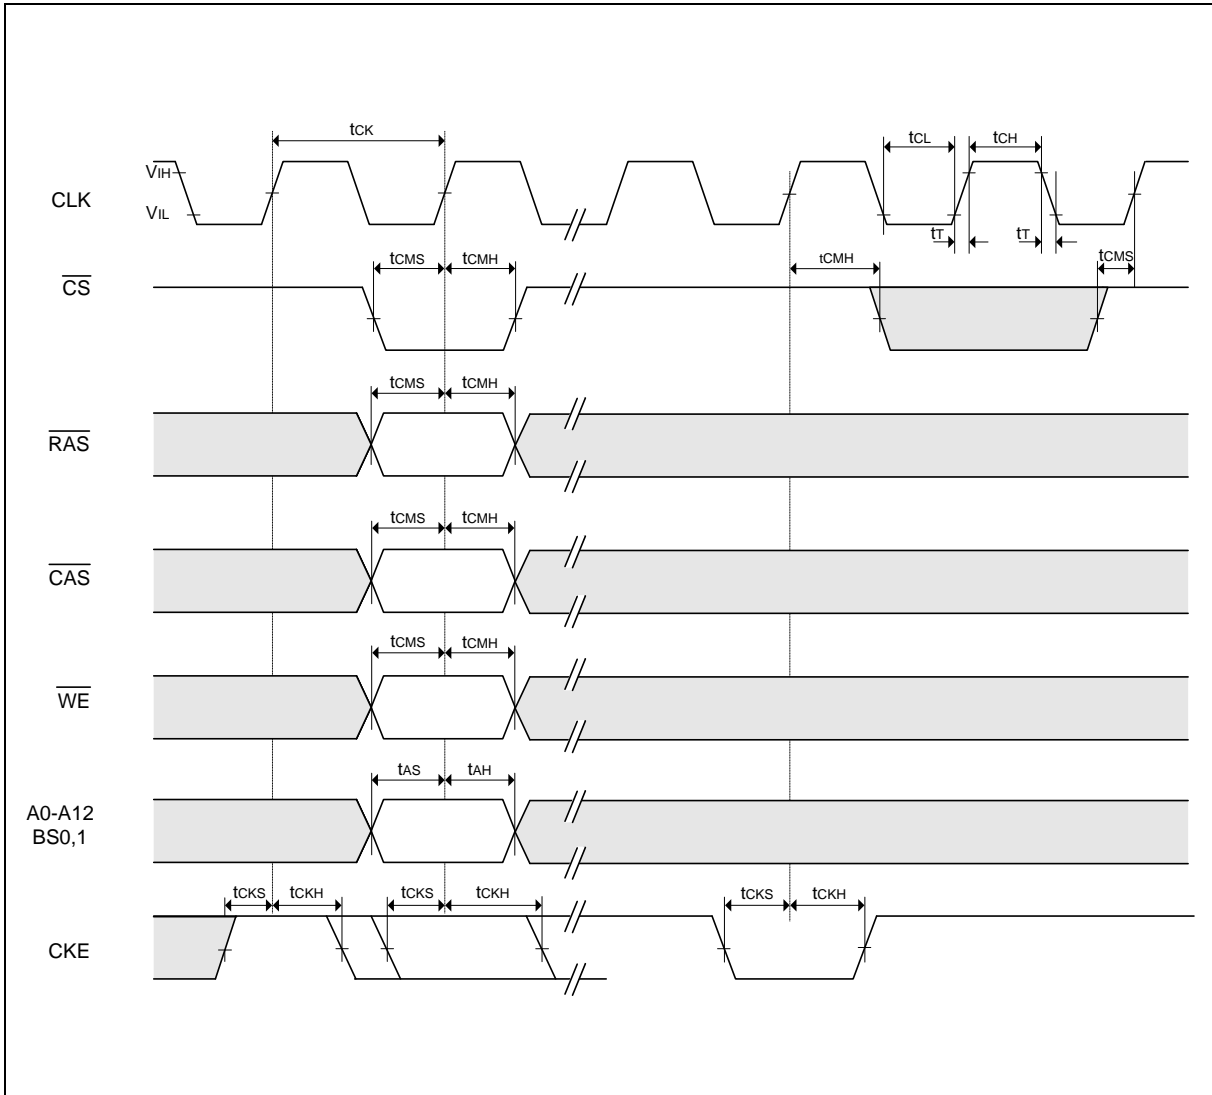 tCK
tCL tCH
VIH
CLK
VIL
tT tT
tCMS tCMH tCMH tCMS
CS
tCMS tCMH
RAS
tCMS tCMH
CAS
tCMS tCMH
WE
tAS tAH
A0-A12
BS0,1
tCKS tCKH tCKS tCKH tCKS tCKH
CKE